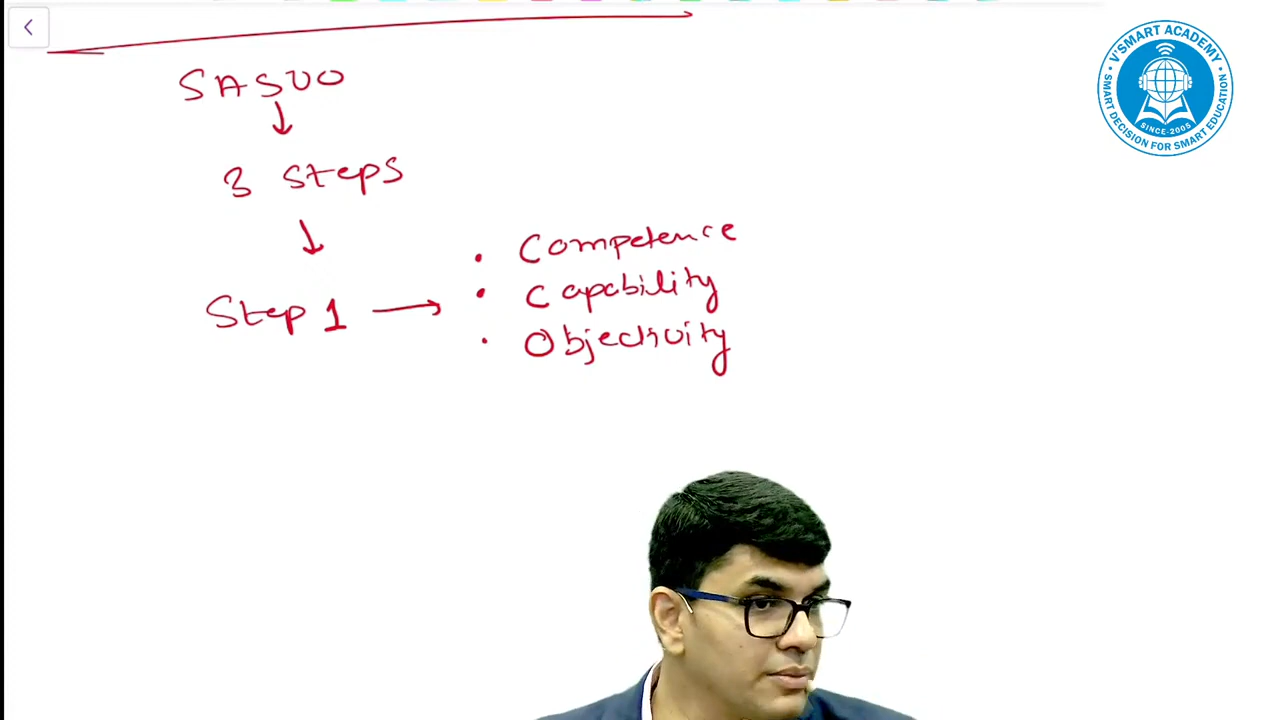 SASUO
3 Steps
Step 1
• Competence
• Capability
• Objectivity
V'SMART ACADEMY
SMART DECISION FOR SMART EDUCATION
SINCE-2005